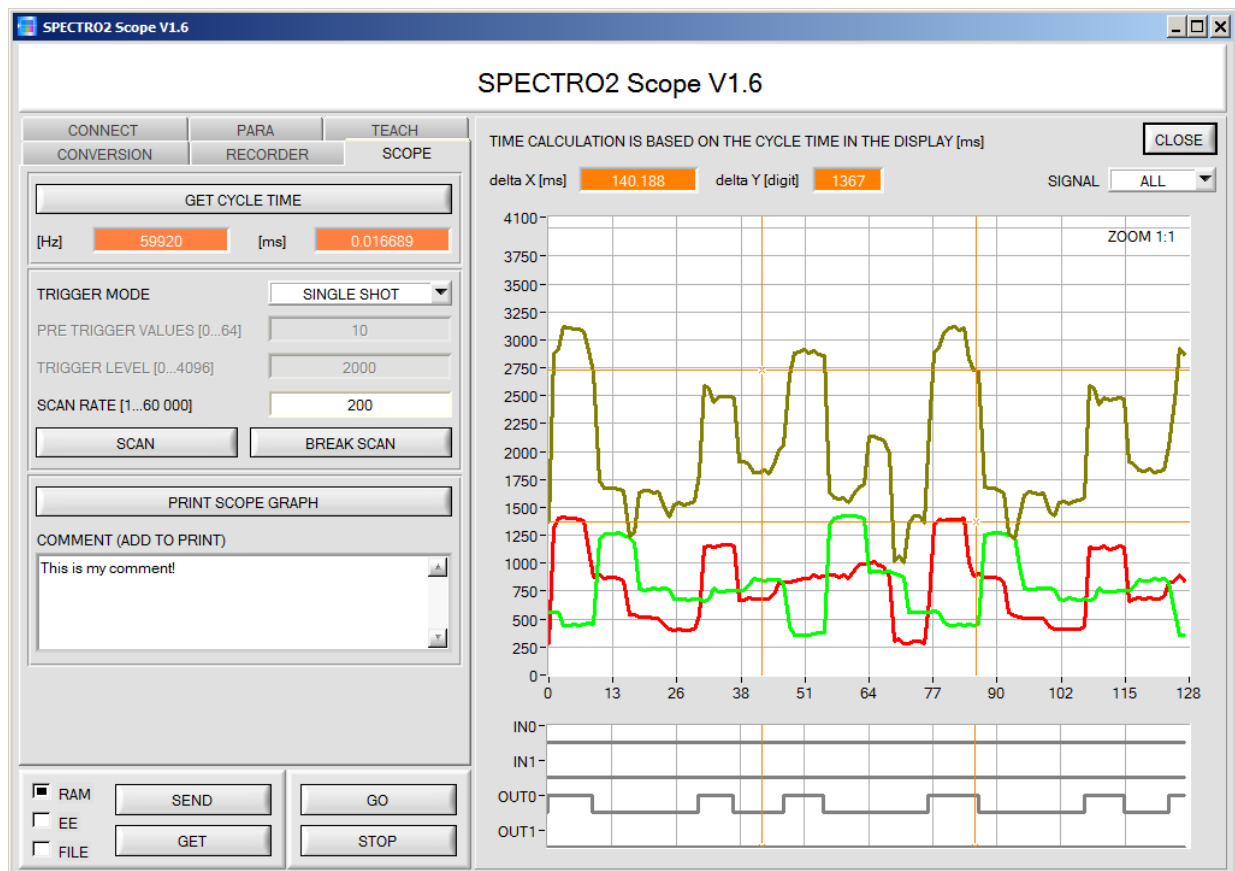 SPECTRO2 Scope V1.6
SPECTRO2 Scope V1.6
CONNECT PARA TEACH
CONVERSION RECORDER SCOPE
GET CYCLE TIME
[Hz] 59920 [ms] 0.016689
TRIGGER MODE SINGLE SHOT
PRE TRIGGER VALUES [0...64] 10
TRIGGER LEVEL [0...4096] 2000
SCAN RATE [1...60 000] 200
SCAN BREAK SCAN
PRINT SCOPE GRAPH
COMMENT (ADD TO PRINT)
This is my comment!
RAM SEND GO
EE
GET STOP
FILE
TIME CALCULATION IS BASED ON THE CYCLE TIME IN THE DISPLAY [ms] CLOSE
delta X [ms] 140.188 delta Y [digit] 1367 SIGNAL ALL
ZOOM 1:1
4100
3750
3500
3250
3000
2750
2500
2250
2000
1750
1500
1250
1000
750
500
250
0
0 13 26 38 51 64 77 90 102 115 128
IN0
IN1
OUT0
OUT1